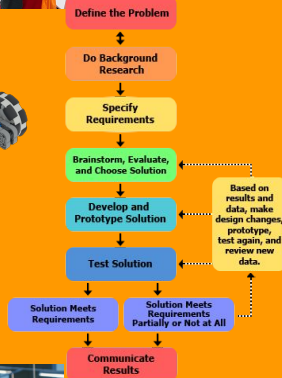 Define the Problem
Do Background
Research
Specify
Requirements
Brainstorm, Evaluate,
and Choose Solution
Develop and
Prototype Solution
Test Solution
Based on
results and
data, make
design changes,
prototype,
test again, and
review new
data.
Solution Meets
Requirements
Solution Meets
Requirements
Partially or Not at All
Communicate
Results